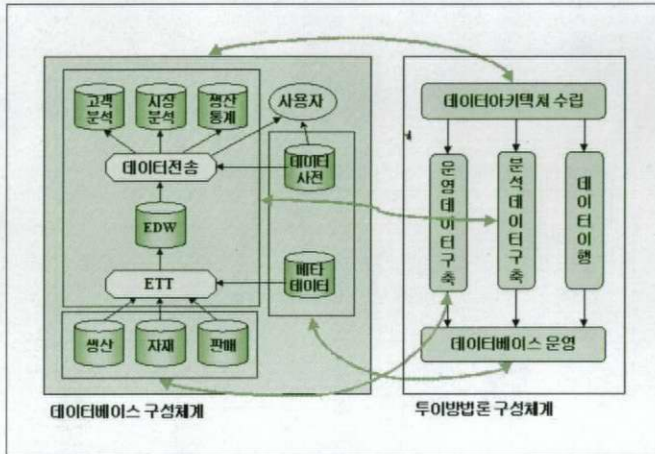 고객
분석
시장
분석
생산
통계
사용자
데이터전송
데이터
사전
EDW
메타
데이터
ETT
생산
자재
판매
데이터베이스 구성체계
데이터아키텍쳐 수립
운영데이터구축
분석데이터구축
데이터이행
데이터베이스 운영
투이방법론 구성체계